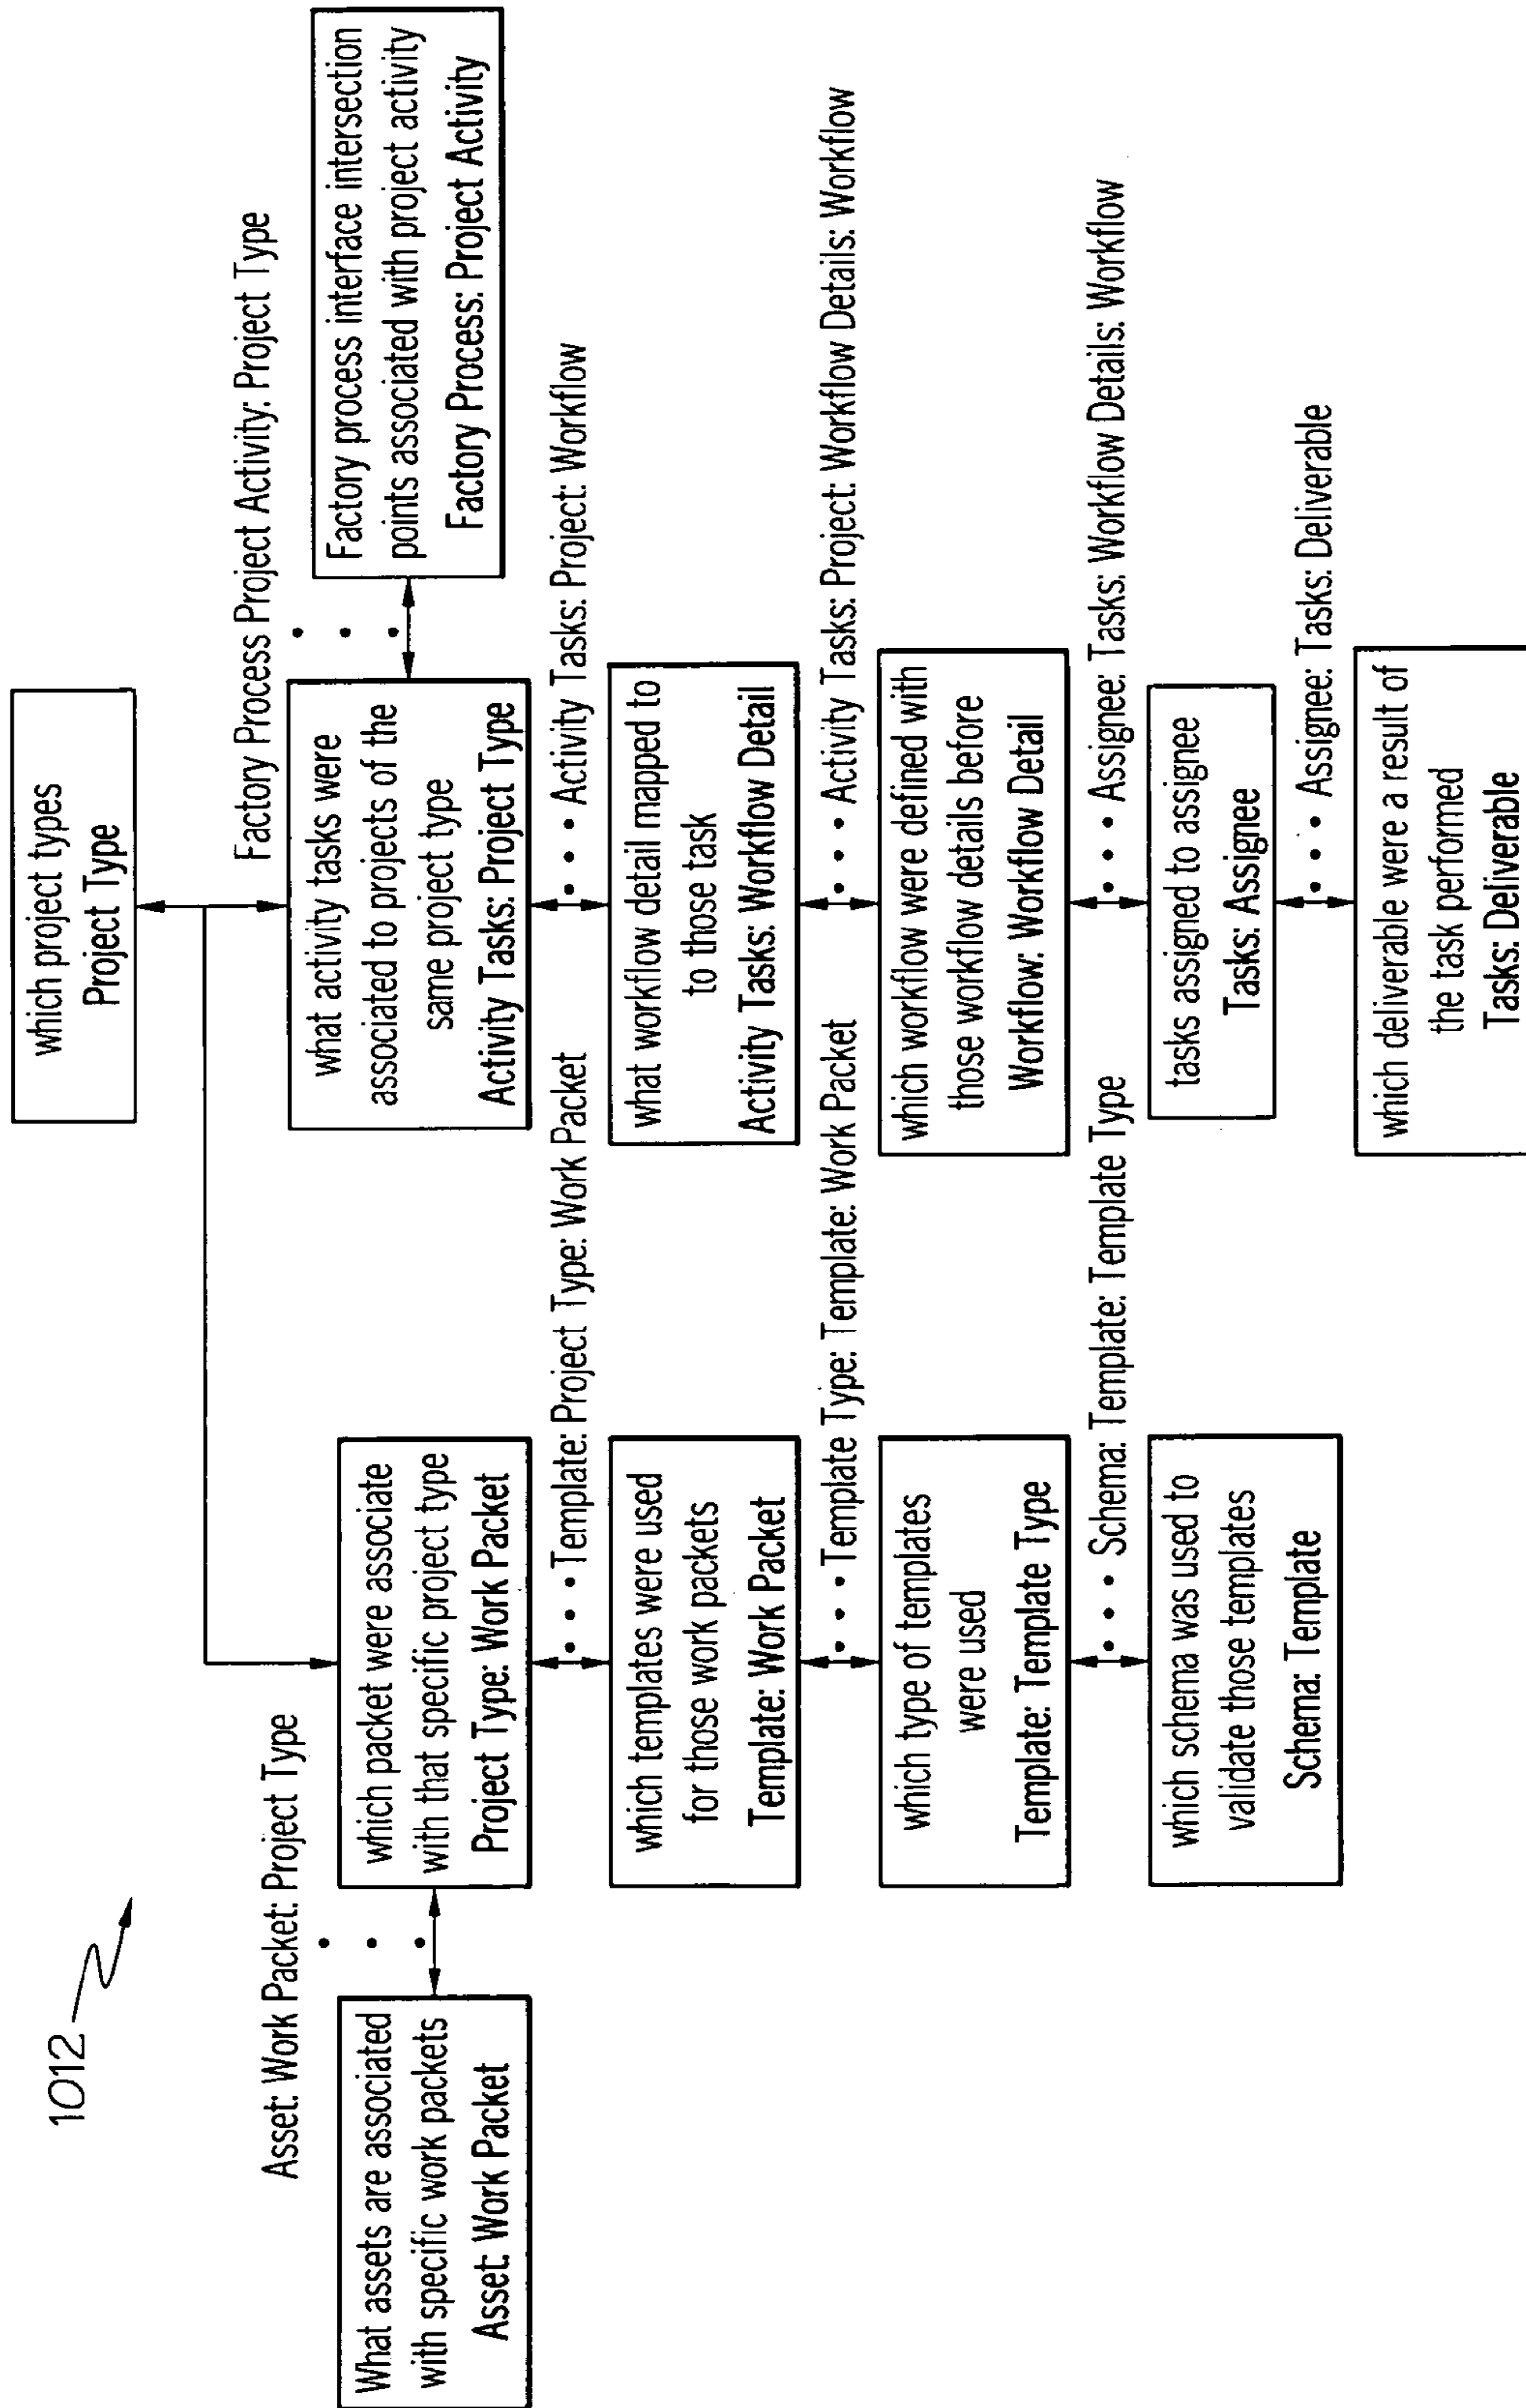 1012
which project types
Project Type
Asset: Work Packet: Project Type
Factory Process Project Activity: Project Type
What assets are associated
with specific work packets
Asset: Work Packet
which packet were associate
with that specific project type
Project Type: Work Packet
what activity tasks were
associated to projects of the
same project type
Activity Tasks: Project Type
Factory process interface intersection
points associated with project activity
Factory Process: Project Activity
Template: Project Type: Work Packet
Activity Tasks: Project: Workflow
which templates were used
for those work packets
Template: Work Packet
what workflow detail mapped to
to those task
Activity Tasks: Workflow Detail
Template Type: Template: Work Packet
Activity Tasks: Project: Workflow Details: Workflow
which type of templates
were used
Template: Template Type
which workflow were defined with
those workflow details before
Workflow: Workflow Detail
Schema: Template: Template Type
Assignee: Tasks: Workflow Details: Workflow
which schema was used to
validate those templates
Schema: Template
tasks assigned to assignee
Tasks: Assignee
Assignee: Tasks: Deliverable
which deliverable were a result of
the task performed
Tasks: Deliverable